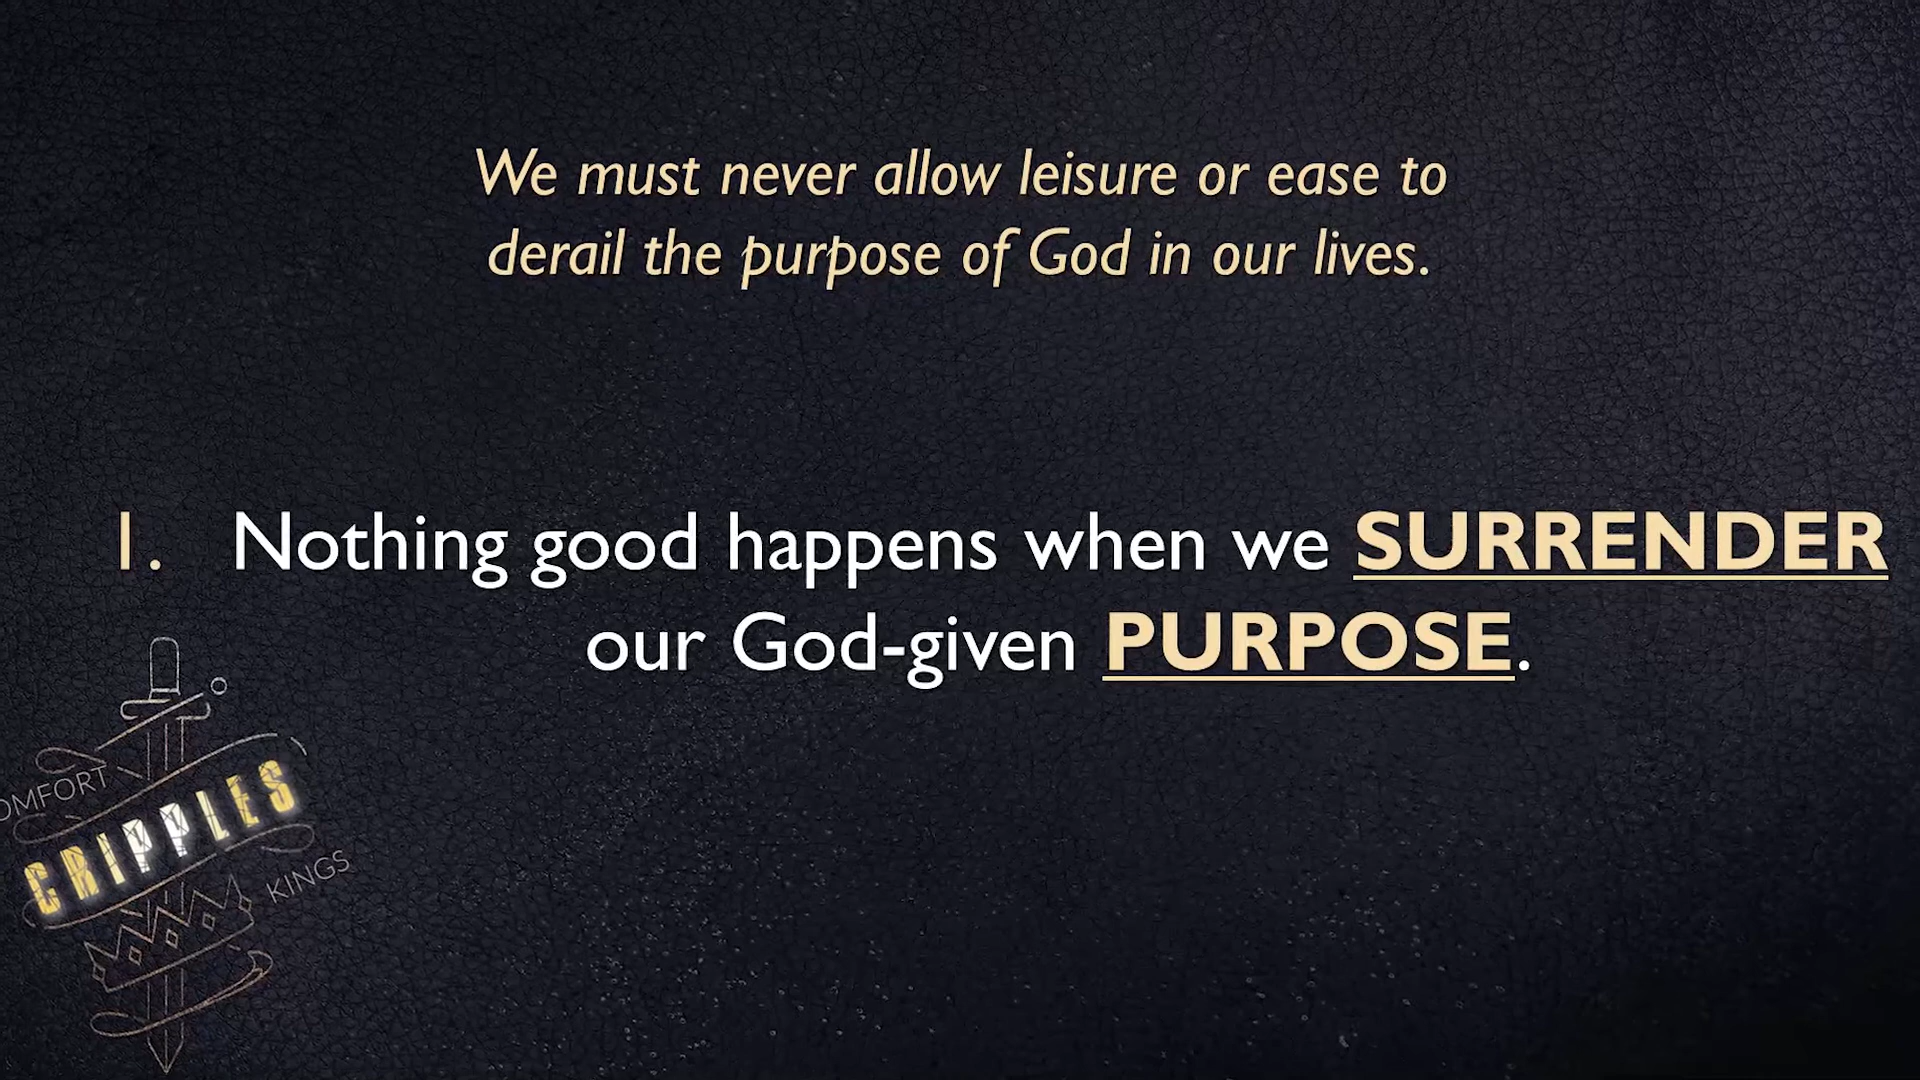 We must never allow leisure or ease to
derail the purpose of God in our lives.
1. Nothing good happens when we SURRENDER
our God-given PURPOSE.
OMFORT
CRIPPLES
KINGS